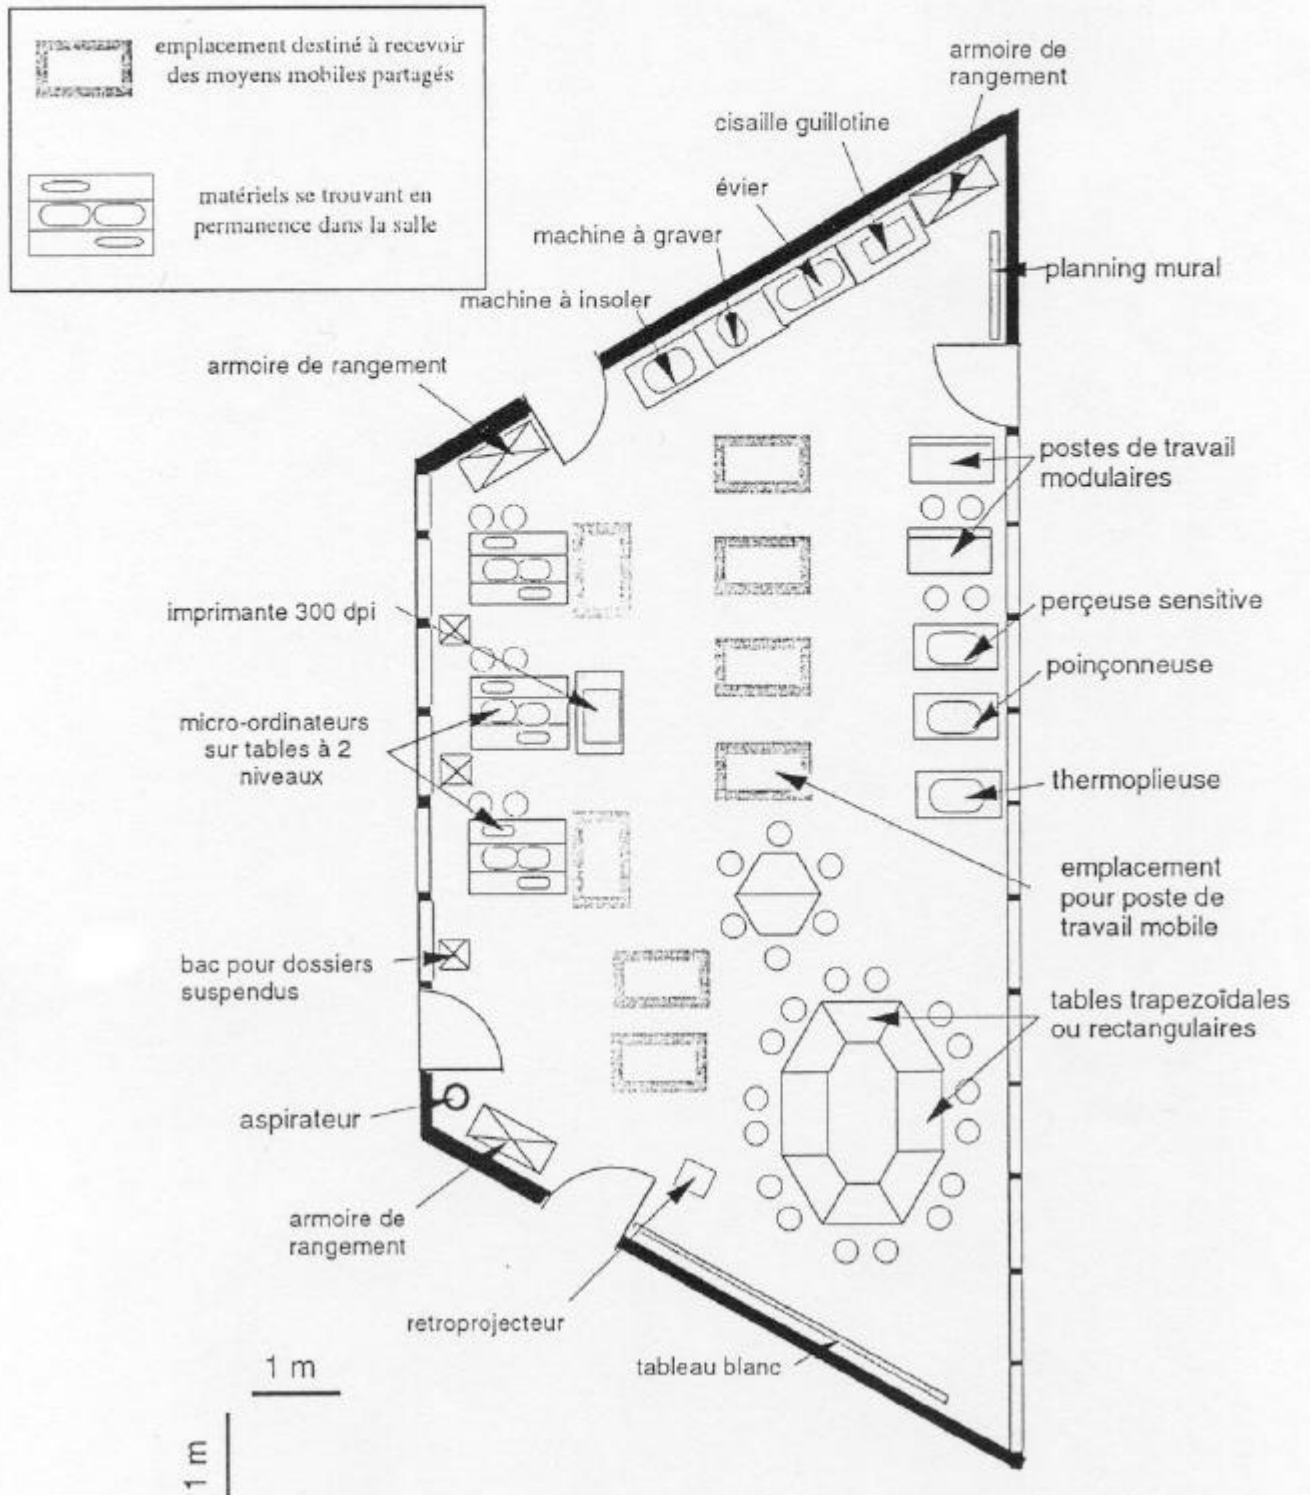 emplacement destiné à recevoir
des moyens mobiles partagés
matériels se trouvant en
permanence dans la salle
armoire de
rangement
cisaille guillotine
évier
machine à graver
machine à insoler
planning mural
armoire de rangement
postes de travail
modulaires
imprimante 300 dpi
perçeuse sensitive
poinçonneuse
micro-ordinateurs
sur tables à 2
niveaux
thermoplieuse
emplacement
pour poste de
travail mobile
bac pour dossiers
suspendus
tables trapezoïdales
ou rectangulaires
aspirateur
armoire de
rangement
retroprojecteur
tableau blanc
1 m
1 m